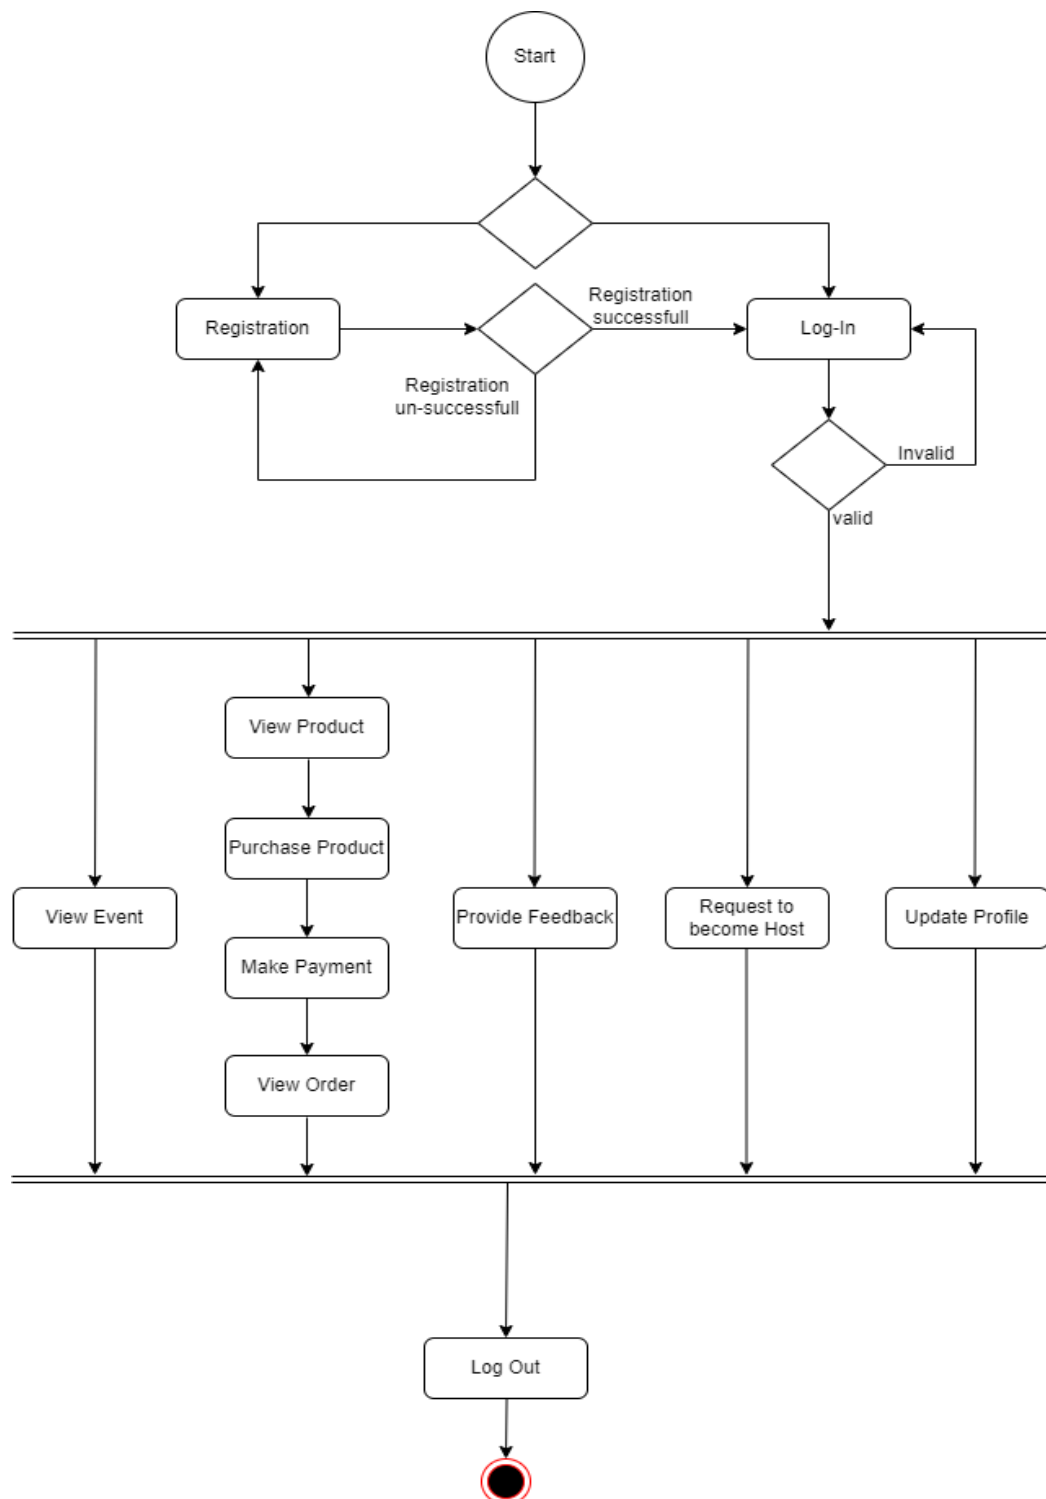 Start
Registration
Registration
successfull
Log-In
Registration
un-successfull
Invalid
valid
View Product
Purchase Product
View Event
Provide Feedback
Request to
become Host
Update Profile
Make Payment
View Order
Log Out